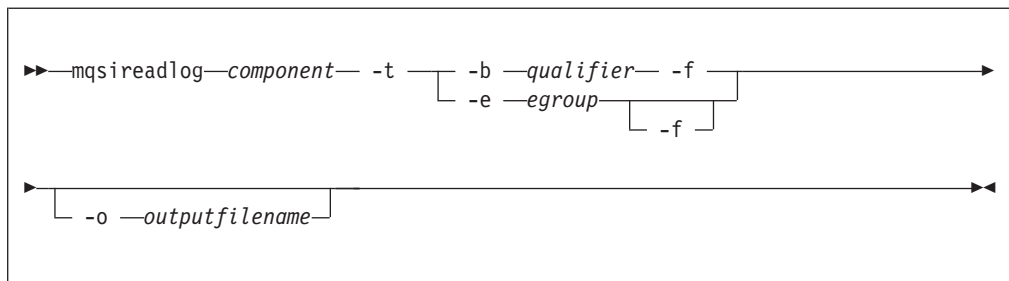 mqsireadlog component -t -b qualifier -f
-e egroup
-f
-o outputfilename